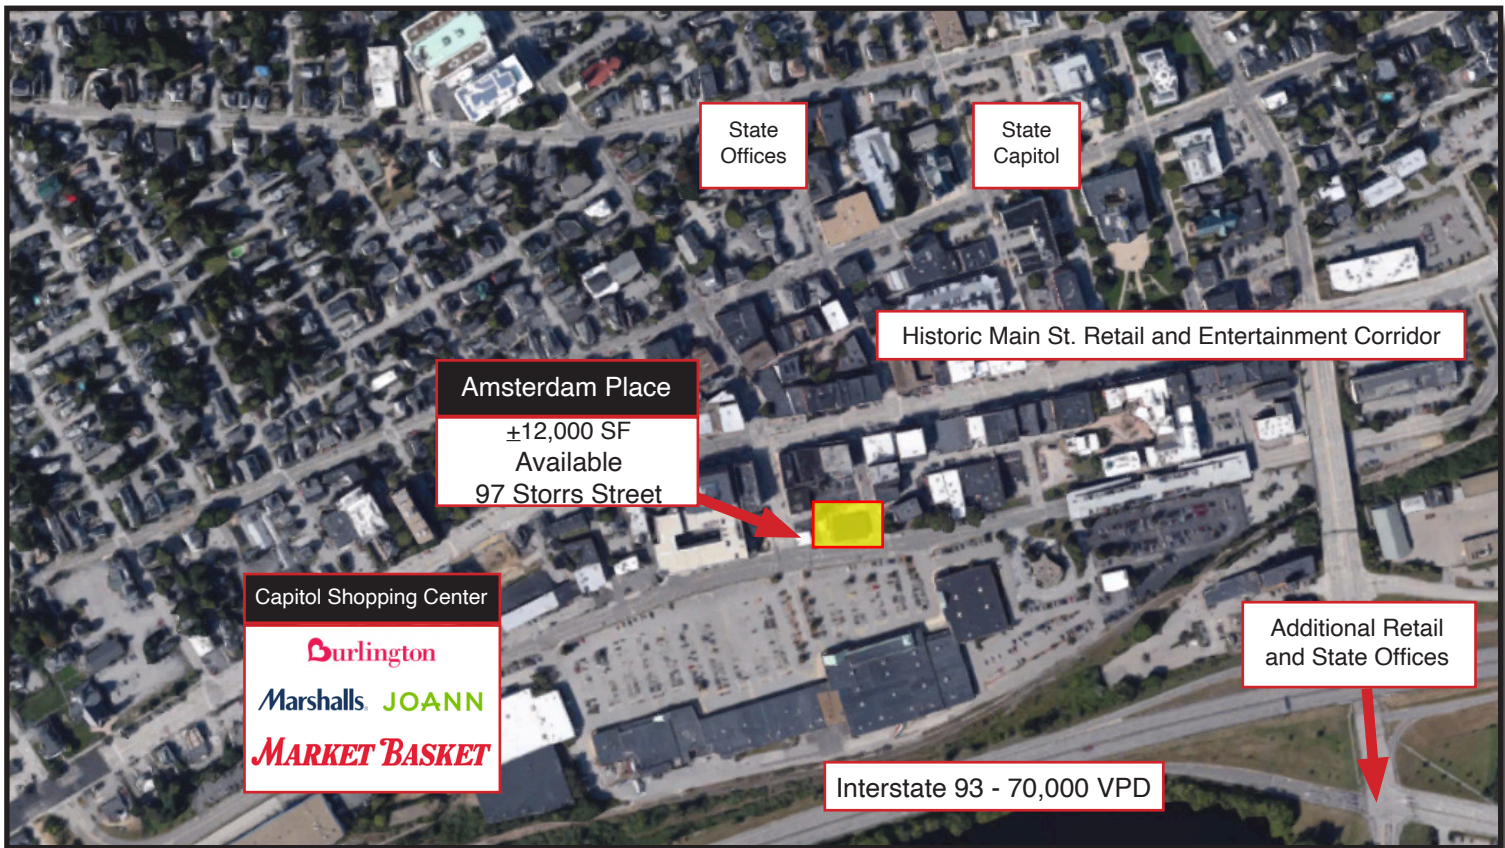 State
Offices
State
Capitol
Historic Main St. Retail and Entertainment Corridor
Amsterdam Place
±12,000 SF
Available
97 Storrs Street
Capitol Shopping Center
Burlington
Marshalls.
JOANN
MARKET BASKET
Additional Retail
and State Offices
Interstate 93 - 70,000 VPD